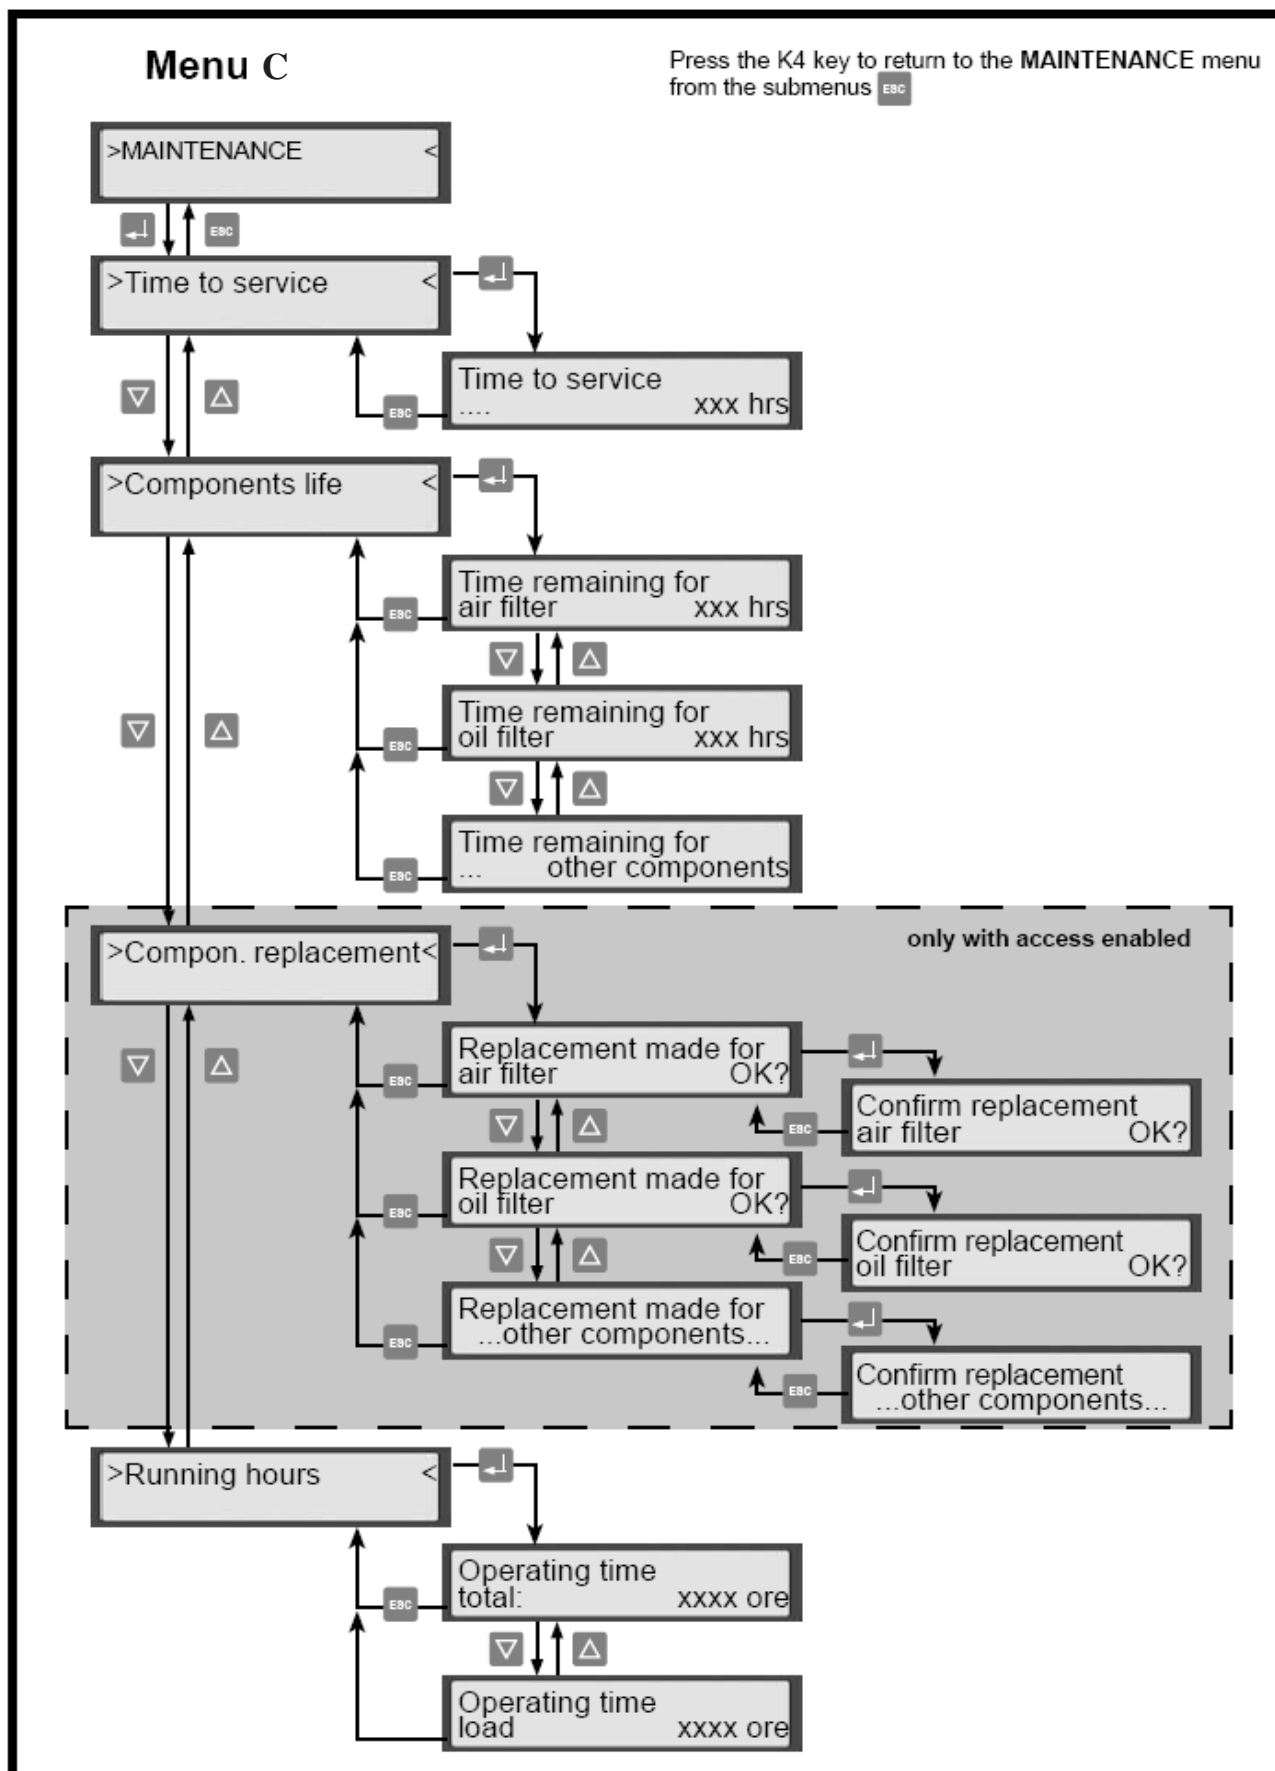 Menu C
Press the K4 key to return to the MAINTENANCE menu
from the submenus ESC
>MAINTENANCE <
ESC
>Time to service <
Time to service
.... xxx hrs
ESC
>Components life <
Time remaining for
air filter xxx hrs
ESC
Time remaining for
oil filter xxx hrs
ESC
Time remaining for
... other components
ESC
only with access enabled
>Compon. replacement<
Replacement made for
air filter OK?
ESC
Confirm replacement
air filter OK?
ESC
Replacement made for
oil filter OK?
ESC
Confirm replacement
oil filter OK?
ESC
Replacement made for
...other components...
ESC
Confirm replacement
...other components...
ESC
>Running hours <
Operating time
total: xxxx ore
ESC
Operating time
load xxxx ore